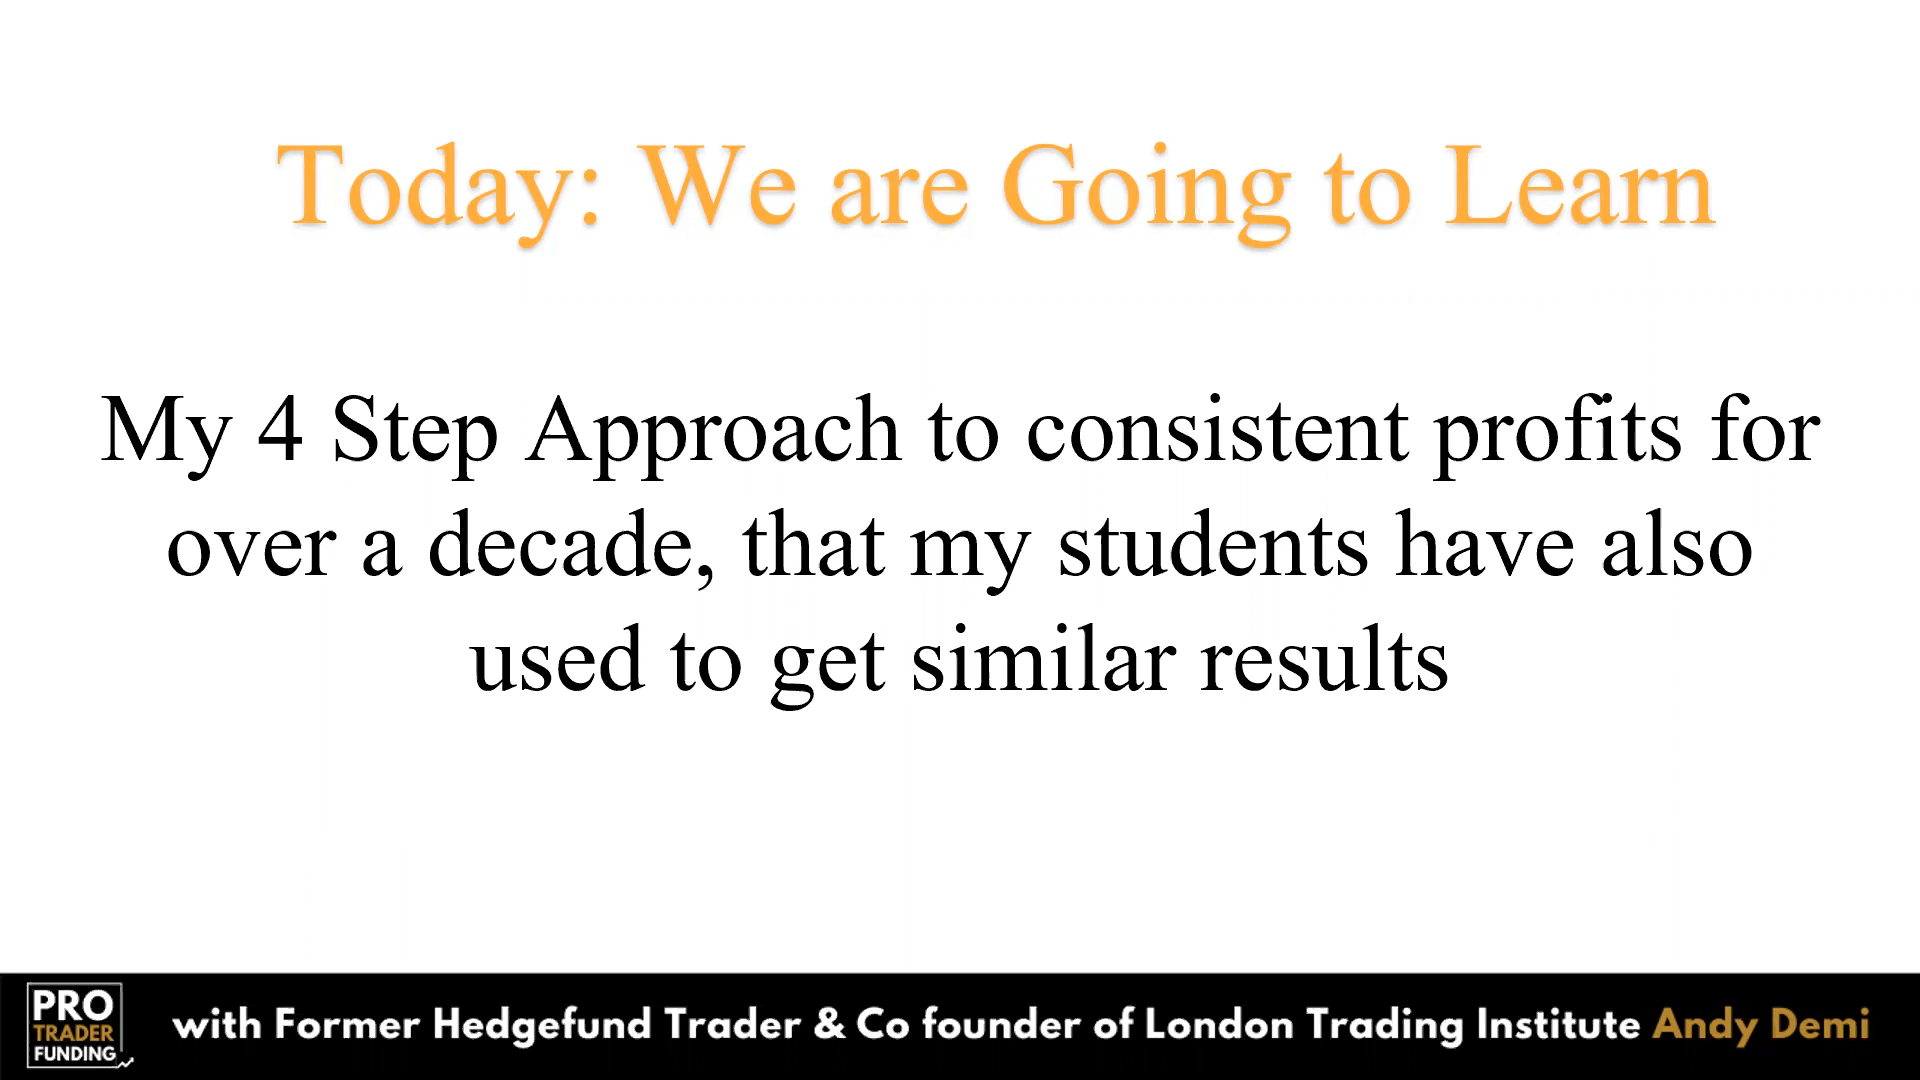 Today: We are Going to Learn
My 4 Step Approach to consistent profits for
over a decade, that my students have also
used to get similar results
PRO
TRADER
FUNDING
with Former Hedgefund Trader & Co founder of London Trading Institute Andy Demi